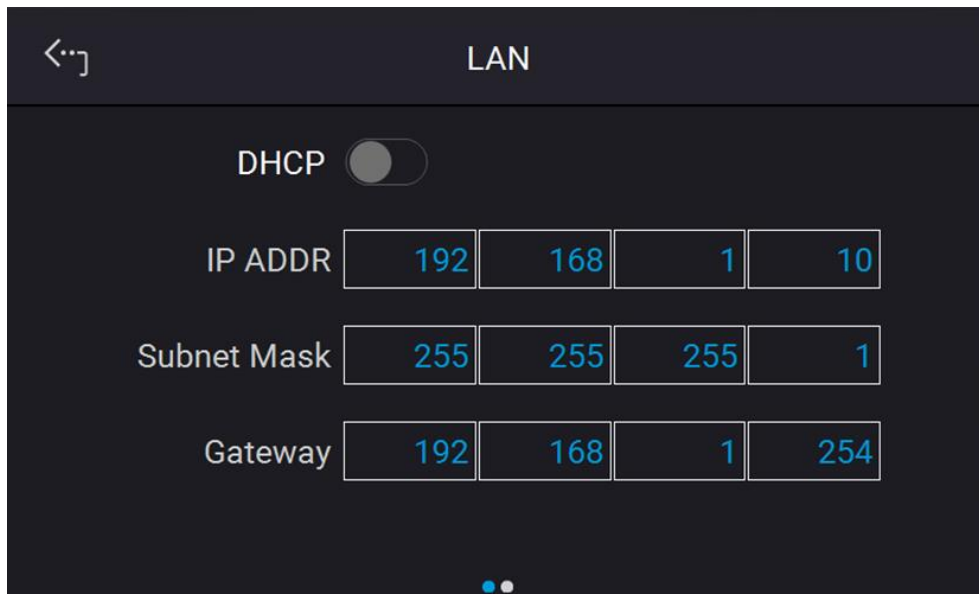 LAN
DHCP
IP ADDR 192 168 1 10
Subnet Mask 255 255 255 1
Gateway 192 168 1 254